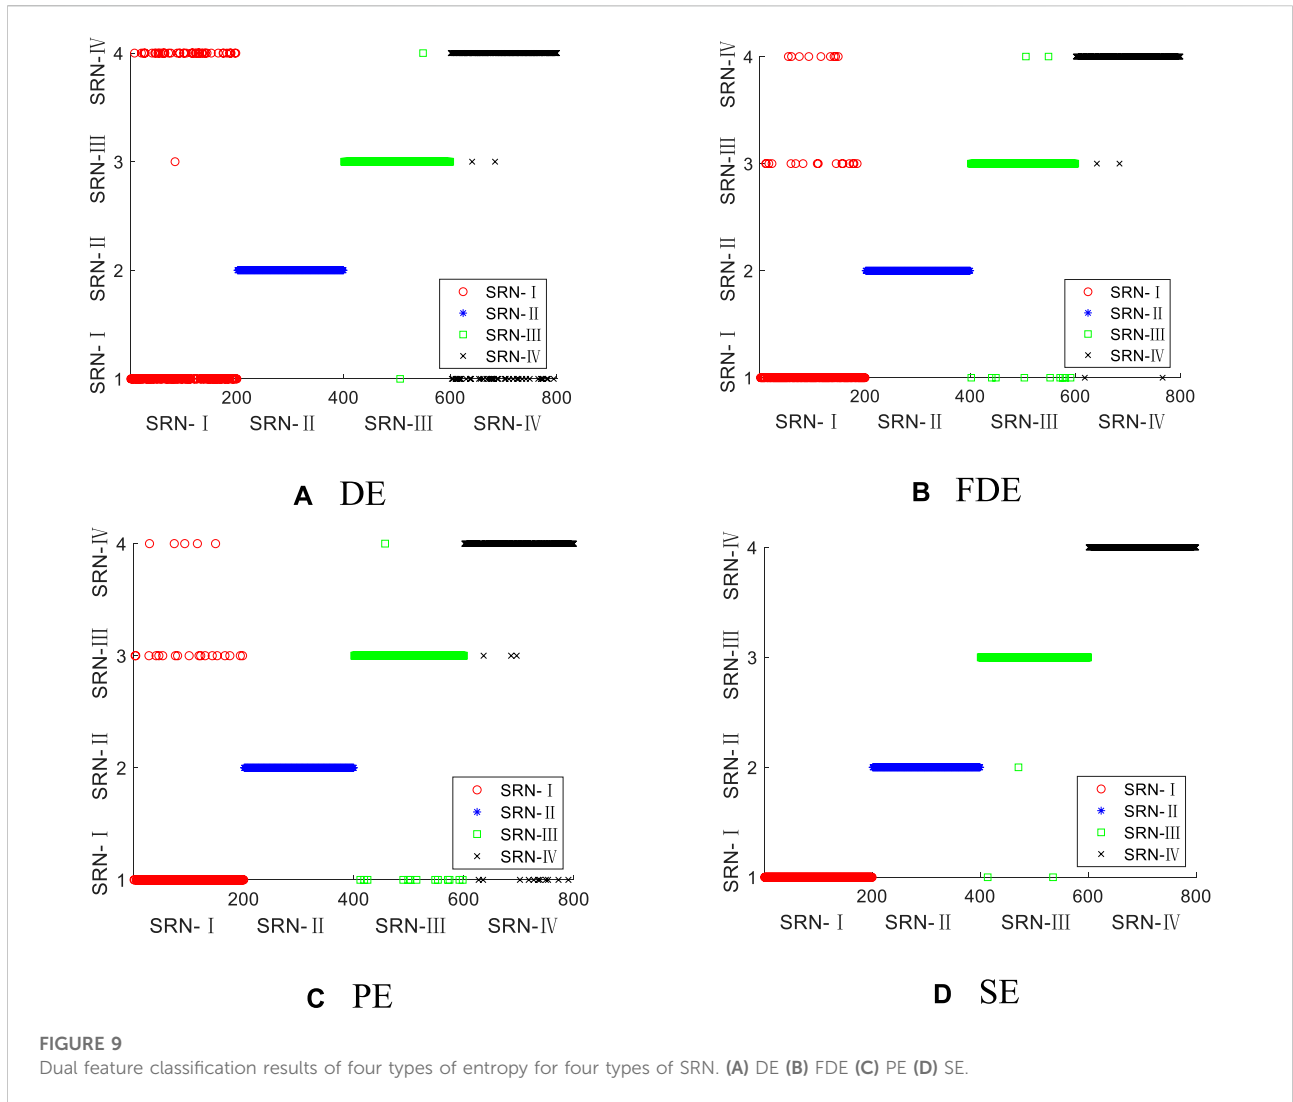 4
3
2
1
SRN-Ⅳ
SRN-Ⅲ
SRN-Ⅱ
SRN-Ⅰ
SRN-Ⅰ
SRN-Ⅱ
SRN-Ⅲ
SRN-Ⅳ
200
400
600
800
SRN-Ⅰ
SRN-Ⅱ
SRN-Ⅲ
SRN-Ⅳ
A DE
4
3
2
1
SRN-Ⅳ
SRN-Ⅲ
SRN-Ⅱ
SRN-Ⅰ
SRN-Ⅰ
SRN-Ⅱ
SRN-Ⅲ
SRN-Ⅳ
200
400
600
800
SRN-Ⅰ
SRN-Ⅱ
SRN-Ⅲ
SRN-Ⅳ
B FDE
4
3
2
1
SRN-Ⅳ
SRN-Ⅲ
SRN-Ⅱ
SRN-Ⅰ
SRN-Ⅰ
SRN-Ⅱ
SRN-Ⅲ
SRN-Ⅳ
200
400
600
800
SRN-Ⅰ
SRN-Ⅱ
SRN-Ⅲ
SRN-Ⅳ
C PE
4
3
2
1
SRN-Ⅳ
SRN-Ⅲ
SRN-Ⅱ
SRN-Ⅰ
SRN-Ⅰ
SRN-Ⅱ
SRN-Ⅲ
SRN-Ⅳ
200
400
600
800
SRN-Ⅰ
SRN-Ⅱ
SRN-Ⅲ
SRN-Ⅳ
D SE
FIGURE 9
Dual feature classification results of four types of entropy for four types of SRN. (A) DE (B) FDE (C) PE (D) SE.